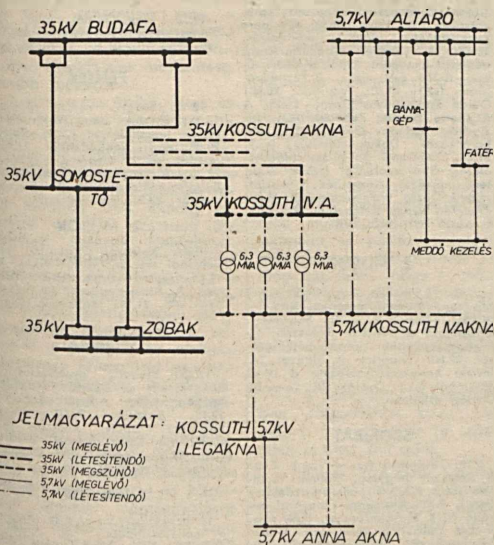 35kV BUDAFA
5,7kV ALTÁRÓ
BÁNYA-
GÉP
35kV KOSSUTH AKNA
FATÉR
35kV SOMOSTE-
TŐ
35kV KOSSUTH IV.A.
6,3
MVA
6,3
MVA
6,3
MVA
MEDDŐ KEZELÉS
35kV ZOBÁK
5,7kV KOSSUTH IV.AKNA
JELMAGYARÁZAT:
35kV (MEGLÉVŐ)
35kV (LÉTESÍTENDŐ)
35kV (MEGSZÜNŐ)
5,7kV (MEGLÉVŐ)
5,7kV (LÉTESÍTENDŐ)
KOSSUTH 5,7kV
I.LÉGAKNA
5,7kV ANNA AKNA